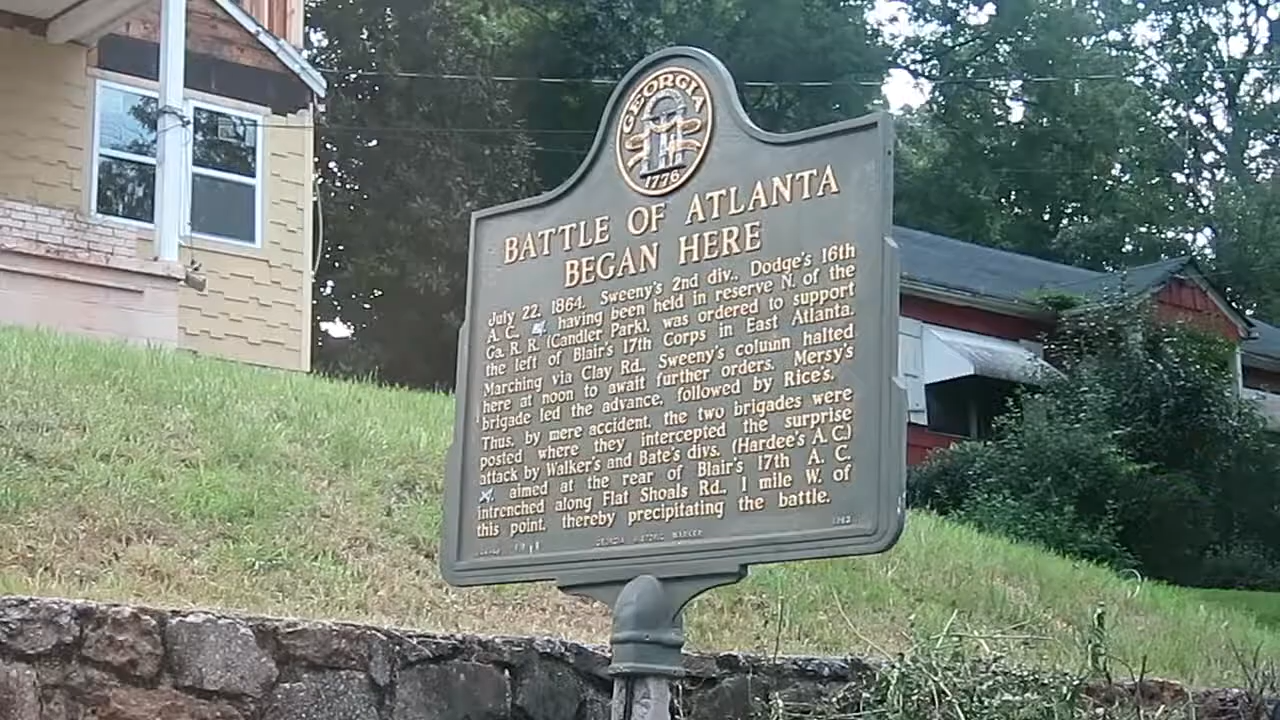 GEORGIA
1776
BATTLE OF ATLANTA
BEGAN HERE
July 22, 1864. Sweeny's 2nd div., Dodge's 16th
A. C. having been held in reserve N. of the
Ga. R. R. (Candler Park), was ordered to support
the left of Blair's 17th Corps in East Atlanta.
Marching via Clay Rd., Sweeny's column halted
here at noon to await further orders. Mersy's
brigade led the advance, followed by Rice's.
Thus, by mere accident, the two brigades were
posted where they intercepted the surprise
attack by Walker's and Bate's divs. (Hardee's A. C.)
aimed at the rear of Blair's 17th A. C.
intrenched along Flat Shoals Rd., 1 mile W. of
this point, thereby precipitating the battle.
GEORGIA HISTORIC MARKER